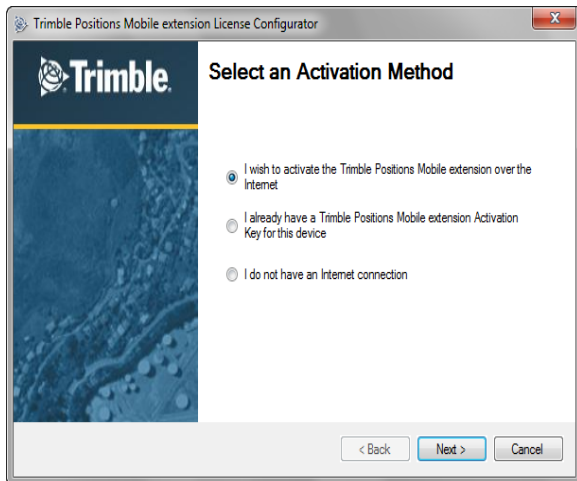 Trimble Positions Mobile extension License Configurator
Trimble.
Select an Activation Method
I wish to activate the Trimble Positions Mobile extension over the
Internet
I already have a Trimble Positions Mobile extension Activation
Key for this device
I do not have an Internet connection
< Back
Next >
Cancel